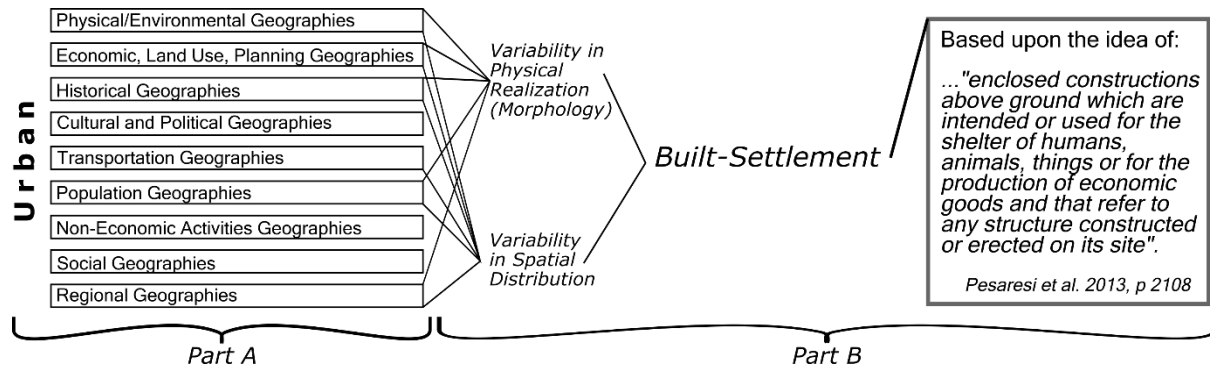 Urban
Physical/Environmental Geographies
Economic, Land Use, Planning Geographies
Historical Geographies
Cultural and Political Geographies
Transportation Geographies
Population Geographies
Non-Economic Activities Geographies
Social Geographies
Regional Geographies
Part A
Variability in
Physical
Realization
(Morphology)
Variability
in Spatial
Distribution
Built-Settlement
Based upon the idea of:
..."enclosed constructions
above ground which are
intended or used for the
shelter of humans,
animals, things or for the
production of economic
goods and that refer to
any structure constructed
or erected on its site".
Pesaresi et al. 2013, p 2108
Part B